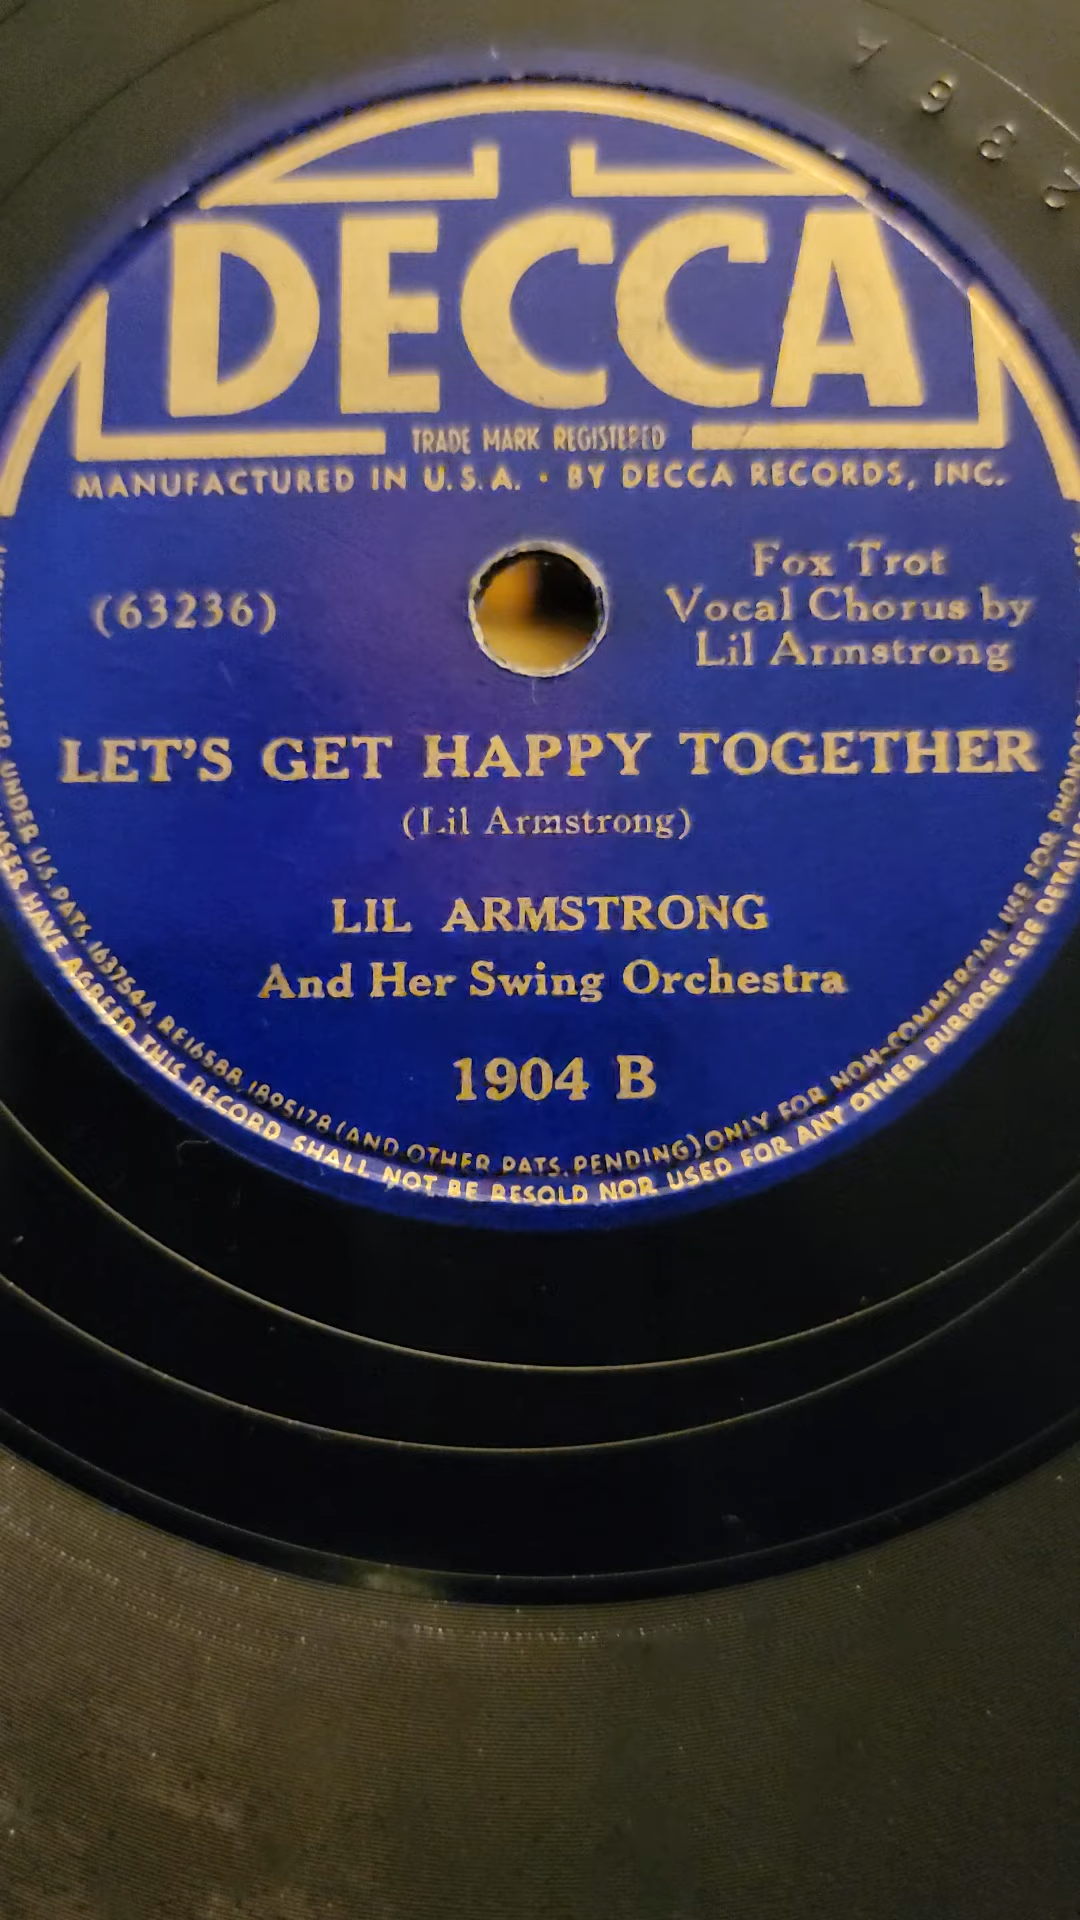 DECCA
TRADE MARK REGISTERED
MANUFACTURED IN U.S.A. • BY DECCA RECORDS, INC.
(63236)
Fox Trot
Vocal Chorus by
Lil Armstrong
LET'S GET HAPPY TOGETHER
(Lil Armstrong)
LIL ARMSTRONG
And Her Swing Orchestra
1904 B
UNDER U.S. PATS. 1637544, RE16588, 1895178 (AND OTHER PATS. PENDING) ONLY FOR NON-COMMERCIAL USE FOR
HAVE AGREED THIS RECORD SHALL NOT BE RESOLD NOR USED FOR ANY OTHER PURPOSE • SEE